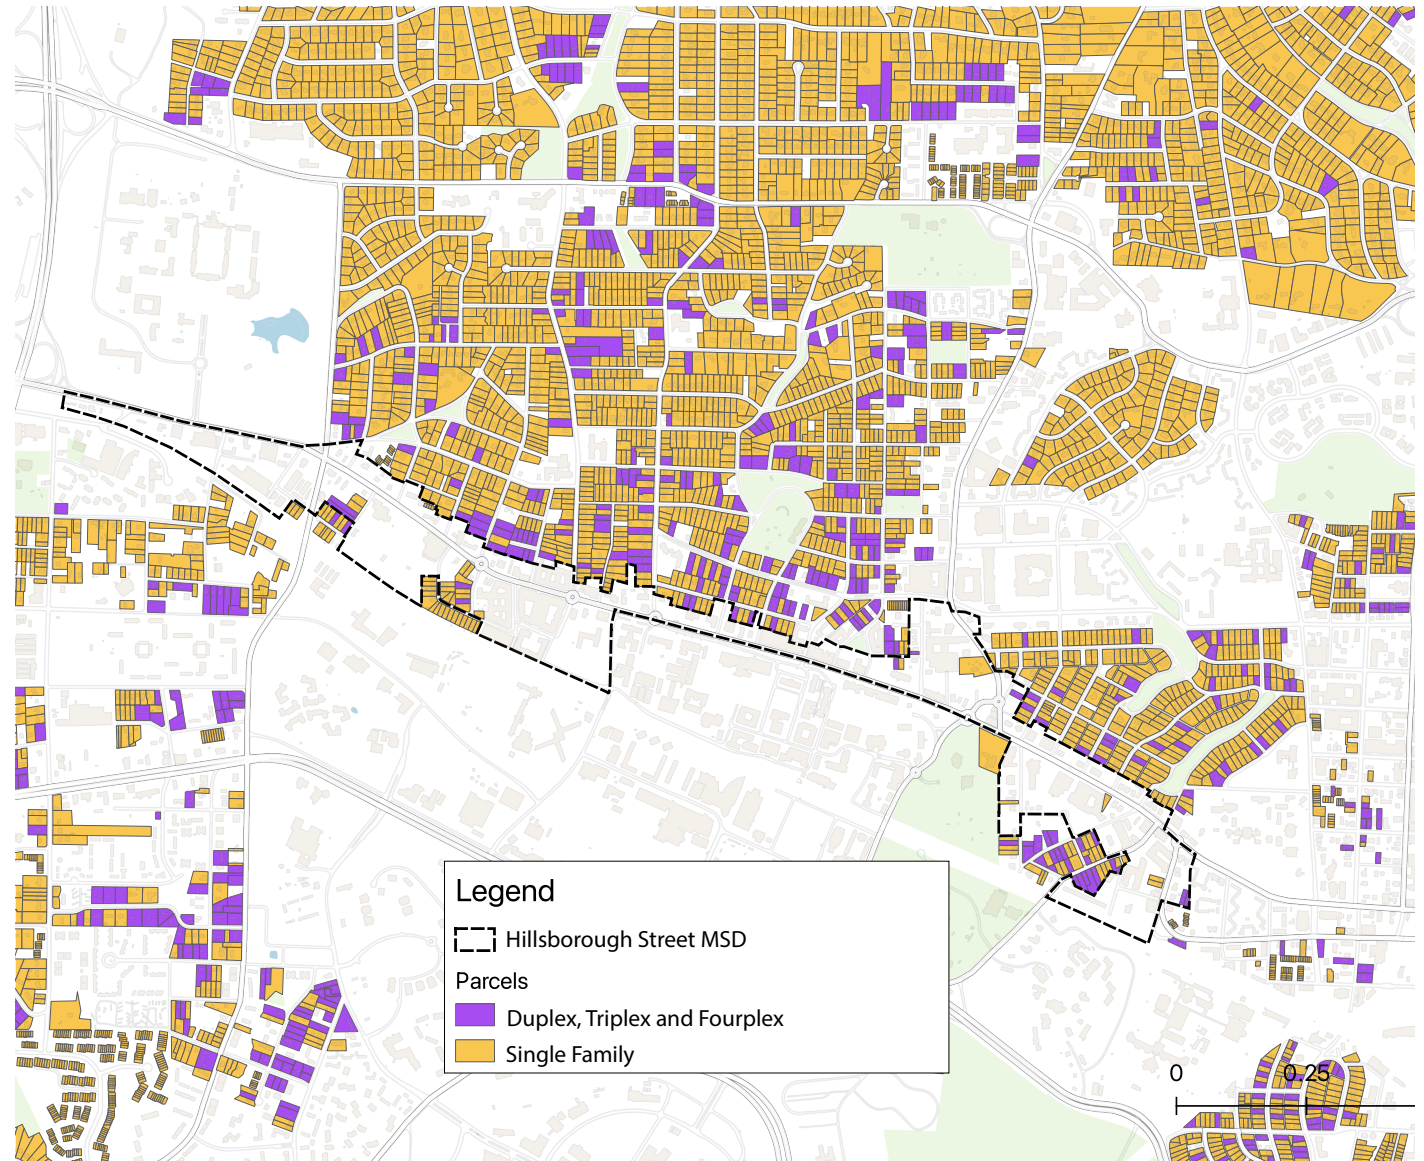 Legend
Hillsborough Street MSD
Parcels
Duplex, Triplex and Fourplex
Single Family
0 0.25